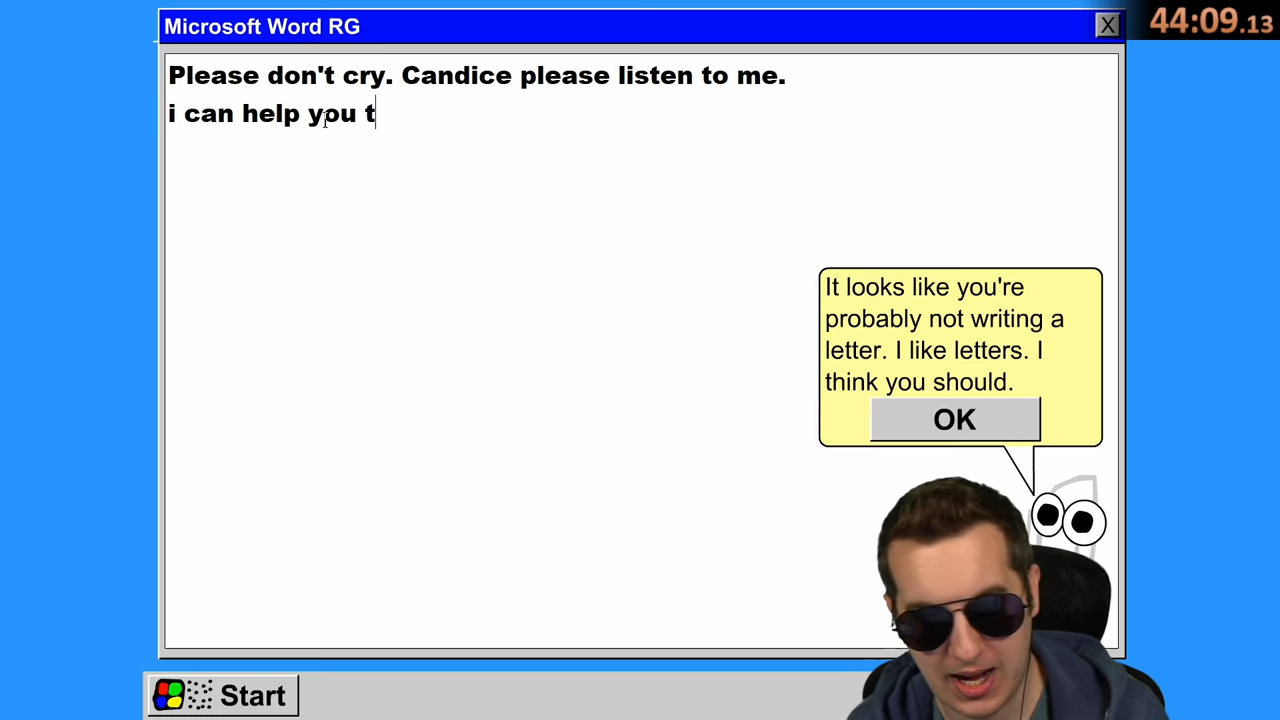 Microsoft Word RG
X
44:09.13
Please don't cry. Candice please listen to me.
i can help you t
It looks like you're
probably not writing a
letter. I like letters. I
think you should.
OK
Start